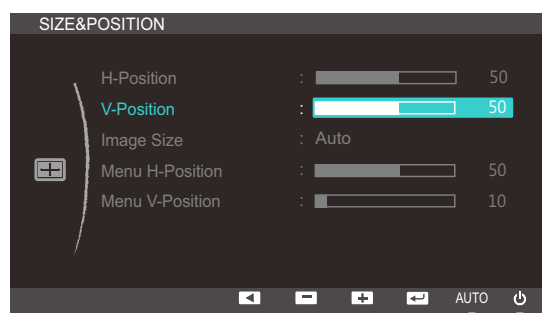 SIZE&POSITION
H-Position : 50
V-Position : 50
Image Size : Auto
Menu H-Position : 50
Menu V-Position : 10
AUTO